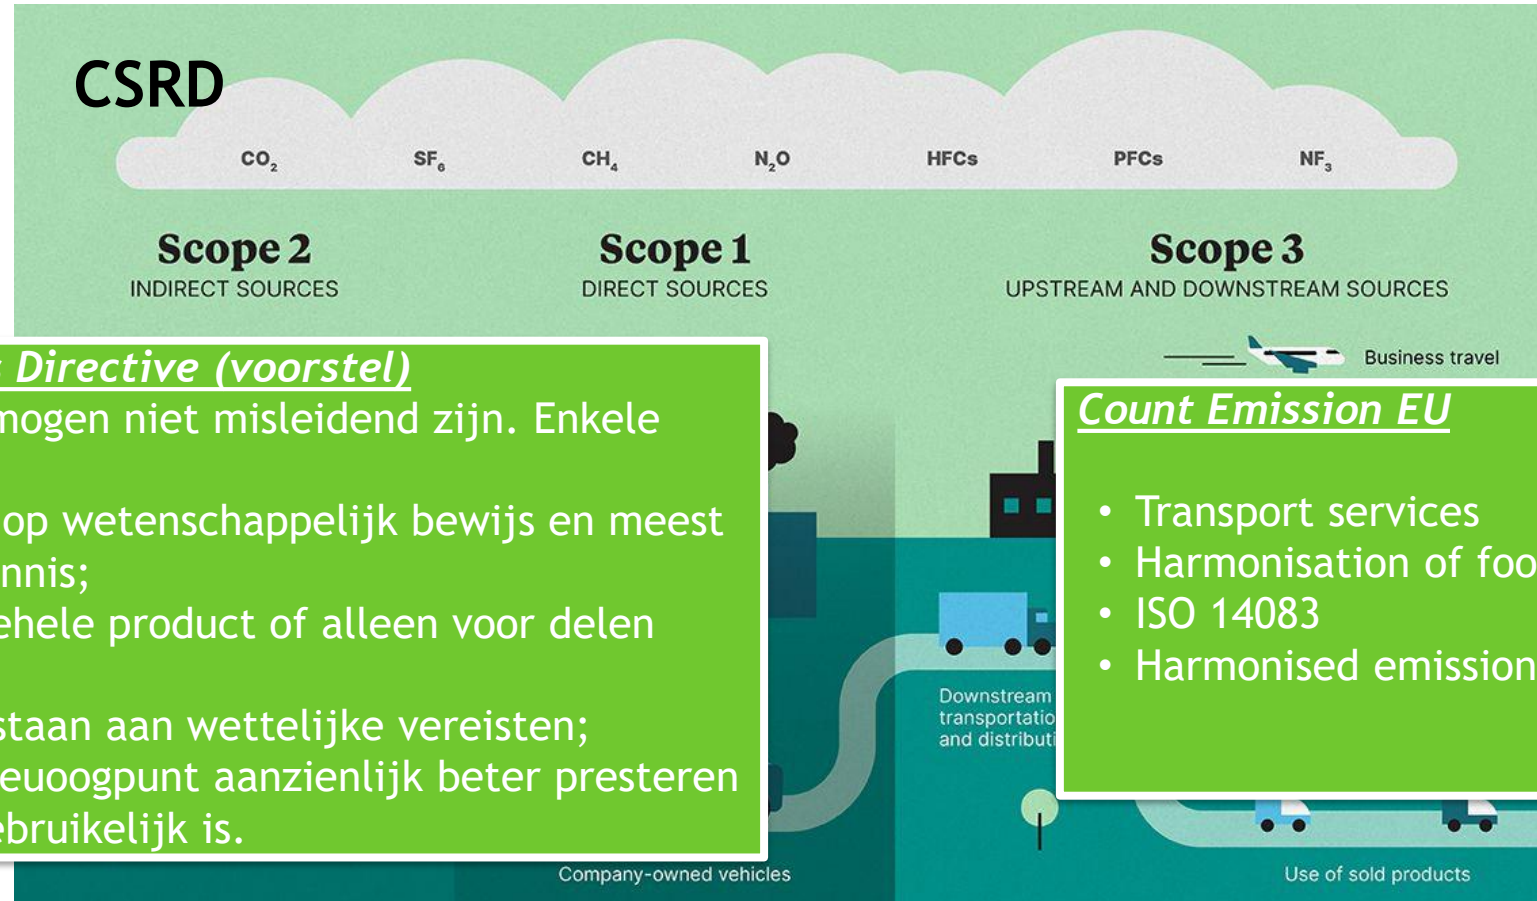 CSRD
CO₂ SF₆ CH₄ N₂O HFCs PFCs NF₃
Scope 2
INDIRECT SOURCES
Scope 1
DIRECT SOURCES
Scope 3
UPSTREAM AND DOWNSTREAM SOURCES
Business travel
Directive (voorstel)
mogen niet misleidend zijn. Enkele
op wetenschappelijk bewijs en meest
nnis;
ehele product of alleen voor delen
staan aan wettelijke vereisten;
euoogpunt aanzienlijk beter presteren
ebruikelijk is.
Count Emission EU
• Transport services
• Harmonisation of foo
• ISO 14083
• Harmonised emission
Downstream
transportatio
and distributi
Company-owned vehicles
Use of sold products